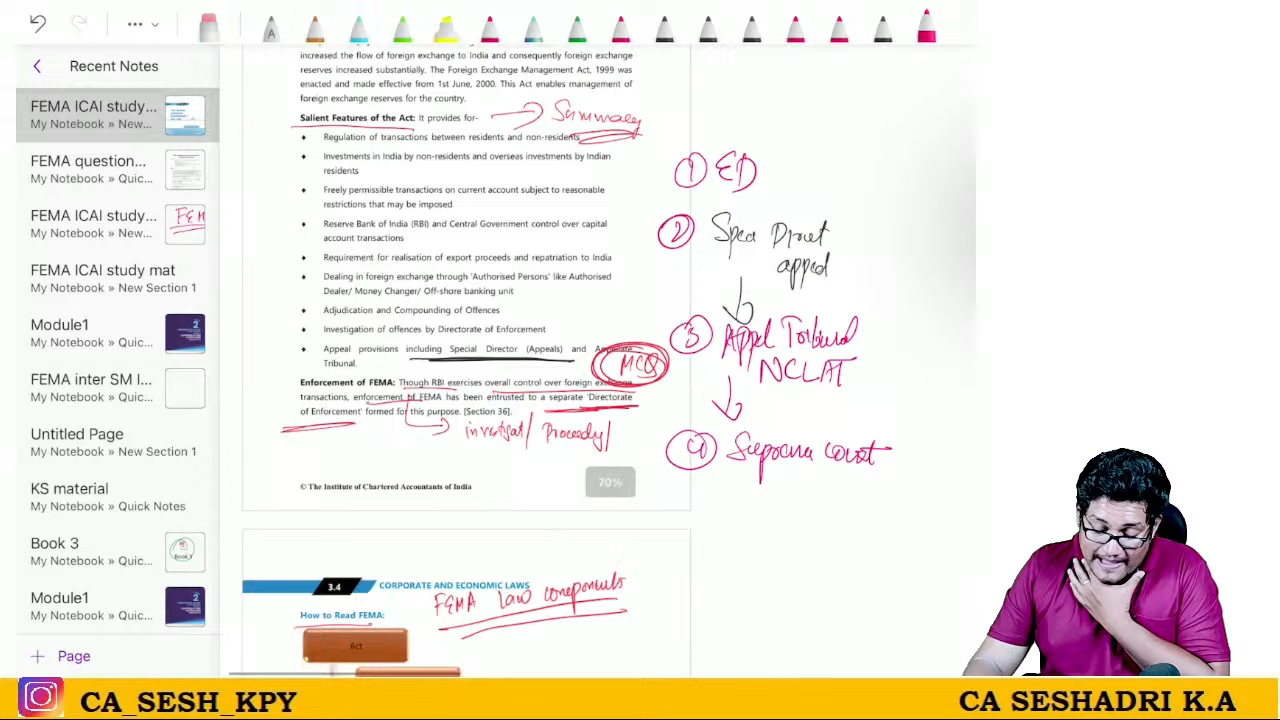 Recent Notes
FEMA ICAI study...
My Notebook » New...
FEMA question...
My Notebook » Quic...
FEMA ICAI study...
My Notebook » New...
FEMA ICAI study mat
My Notebook » New Section 1
Module1
My Notebook » Quic...
FEMA inter SM I...
My Notebook » Quic...
Untitled Page
My Notebook » New Section 1
KS material
My Notebook » Quick Notes
Book 3
My Notebook » Quic...
Module1
My Notebook » Quic...
+ Page
FEM
Book 3
increased the flow of foreign exchange to India and consequently foreign exchange
reserves increased substantially. The Foreign Exchange Management Act, 1999 was
enacted and made effective from 1st June, 2000. This Act enables management of
foreign exchange reserves for the country.
Salient Features of the Act: It provides for-
Summary
♦ Regulation of transactions between residents and non-residents
♦ Investments in India by non-residents and overseas investments by Indian
residents
♦ Freely permissible transactions on current account subject to reasonable
restrictions that may be imposed
♦ Reserve Bank of India (RBI) and Central Government control over capital
account transactions
♦ Requirement for realisation of export proceeds and repatriation to India
♦ Dealing in foreign exchange through 'Authorised Persons' like Authorised
Dealer/ Money Changer/ Off-shore banking unit
♦ Adjudication and Compounding of Offences
♦ Investigation of offences by Directorate of Enforcement
♦ Appeal provisions including Special Director (Appeals) and Appellate
Tribunal.
MCQ
Enforcement of FEMA: Though RBI exercises overall control over foreign exchange
transactions, enforcement of FEMA has been entrusted to a separate 'Directorate
of Enforcement' formed for this purpose. [Section 36].
© The Institute of Chartered Accountants of India
70%
① ED
② Direct
③ Appel
NCLAT
④ court
3.4 CORPORATE AND ECONOMIC LAWS
FEMA law components
How to Read FEMA:
Act
CA_SESH_KPY
CA SESHADRI K.A